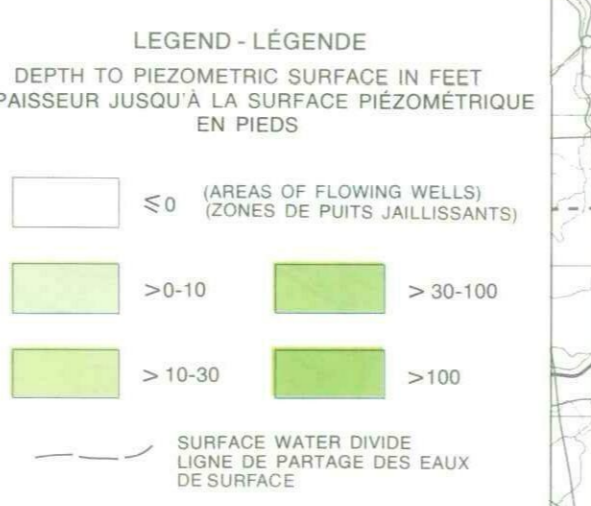 LEGEND - LÉGENDE
DEPTH TO PIEZOMETRIC SURFACE IN FEET
PAISSEUR JUSQU'À LA SURFACE PIÉZOMÉTRIQUE
EN PIEDS
⩽0 (AREAS OF FLOWING WELLS)
(ZONES DE PUITS JAILLISSANTS)
>0-10
> 30-100
> 10-30
>100
SURFACE WATER DIVIDE
LIGNE DE PARTAGE DES EAUX
DE SURFACE